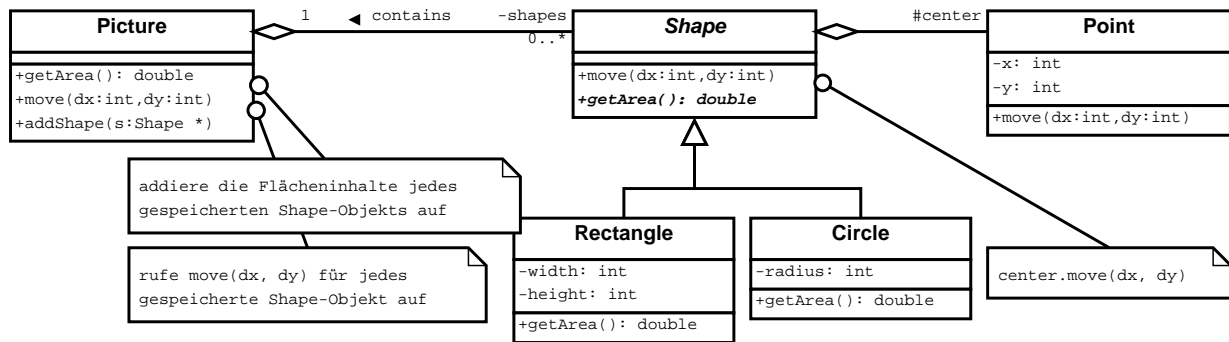 Picture
+getArea(): double
+move(dx:int,dy:int)
+addShape(s:Shape *)
1
◄ contains
-shapes
0..*
Shape
+move(dx:int,dy:int)
+getArea(): double
#center
Point
-x: int
-y: int
+move(dx:int,dy:int)
addiere die Flächeninhalte jedes
gespeicherten Shape-Objekts auf
rufe move(dx, dy) für jedes
gespeicherte Shape-Objekt auf
Rectangle
-width: int
-height: int
+getArea(): double
Circle
-radius: int
+getArea(): double
center.move(dx, dy)